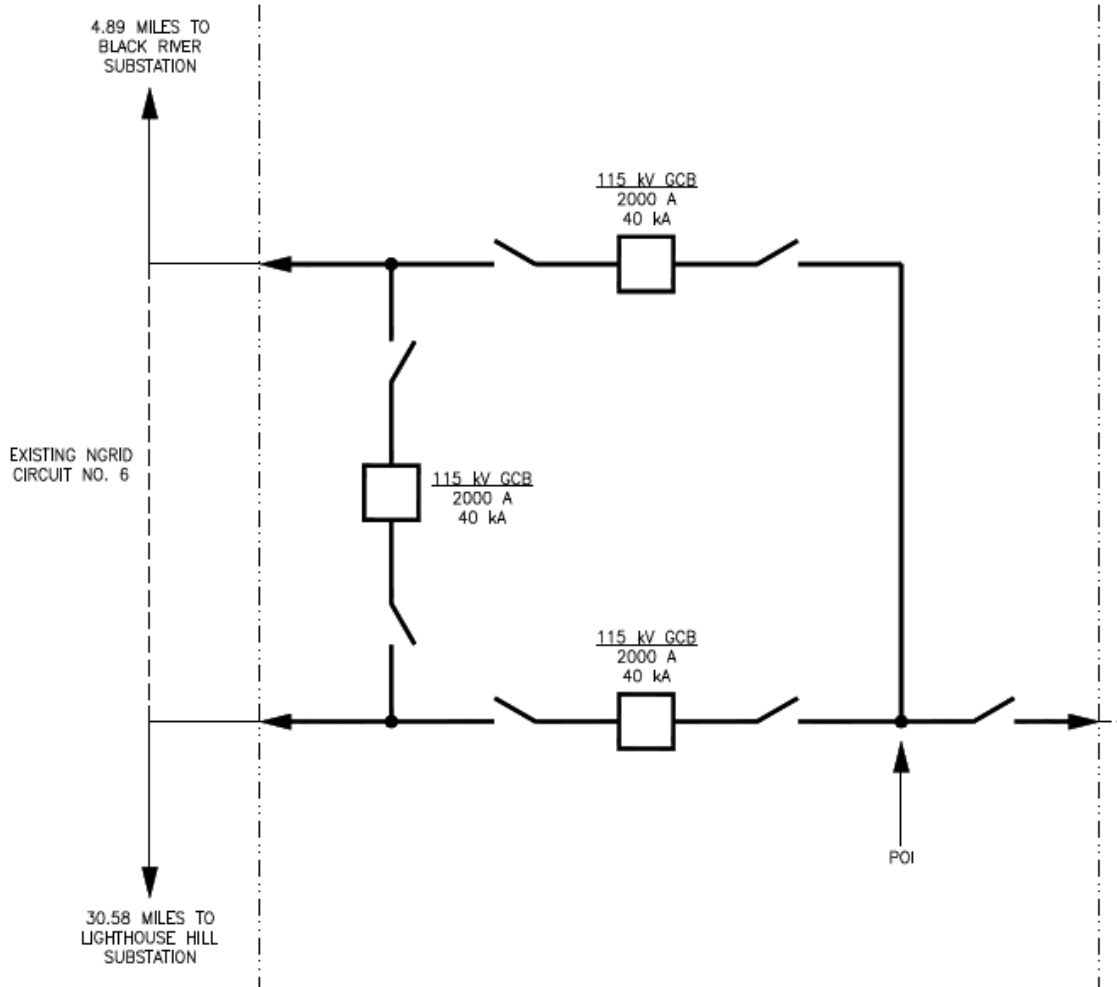 4.89 MILES TO
BLACK RIVER
SUBSTATION
115 kV GCB
2000 A
40 kA
EXISTING NGRID
CIRCUIT NO. 6
115 kV GCB
2000 A
40 kA
115 kV GCB
2000 A
40 kA
POI
30.58 MILES TO
LIGHTHOUSE HILL
SUBSTATION